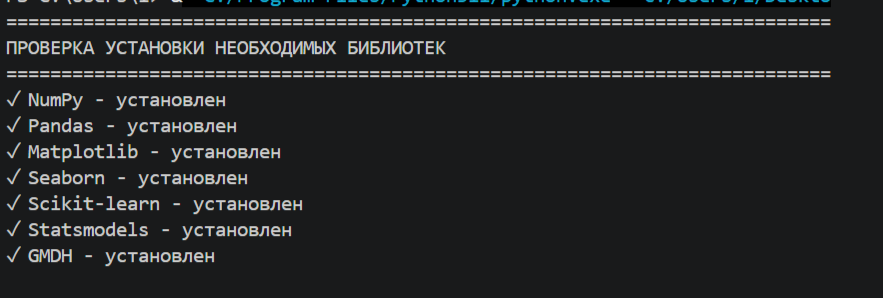 ================================================================================
ПРОВЕРКА УСТАНОВКИ НЕОБХОДИМЫХ БИБЛИОТЕК
================================================================================
✓ NumPy - установлен
✓ Pandas - установлен
✓ Matplotlib - установлен
✓ Seaborn - установлен
✓ Scikit-learn - установлен
✓ Statsmodels - установлен
✓ GMDH - установлен